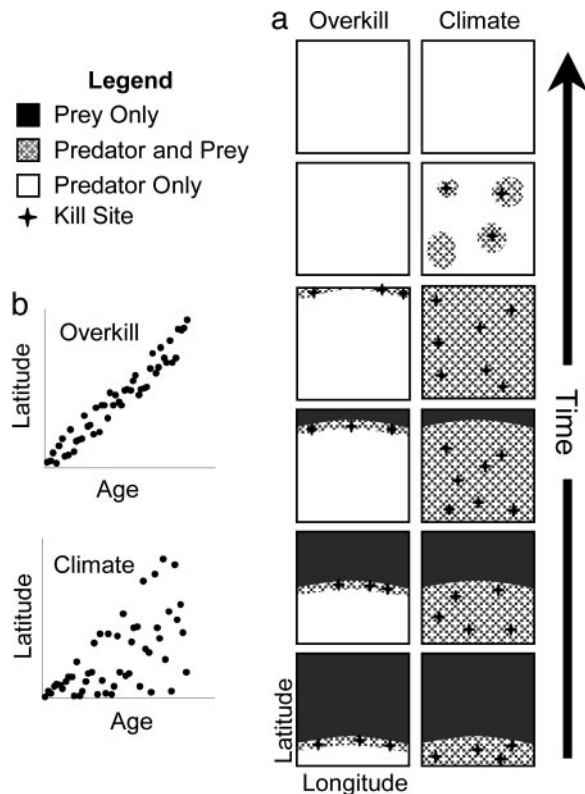 a
Overkill
Climate
Legend
Prey Only
Predator and Prey
Predator Only
Kill Site
b
Overkill
Latitude
Age
Climate
Latitude
Age
Time
Latitude
Longitude